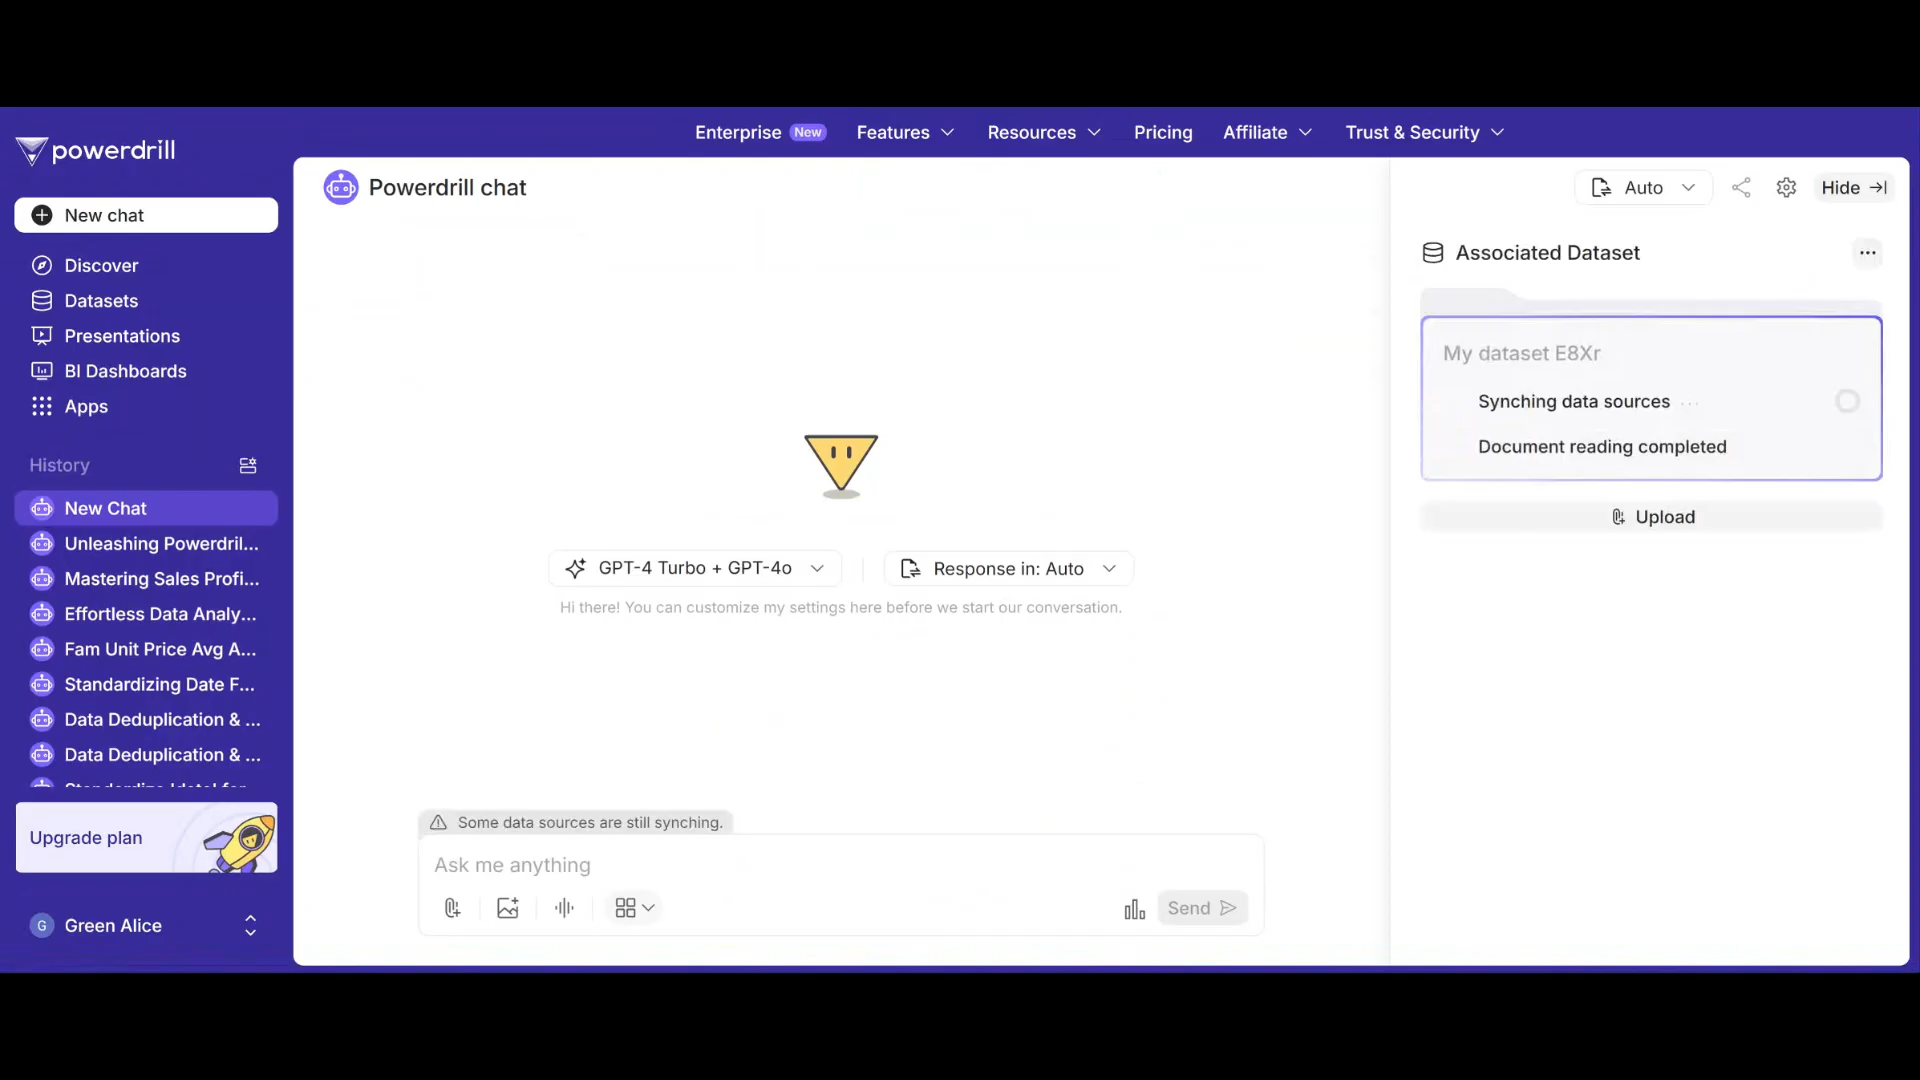 powerdrill
Enterprise New Features Resources Pricing Affiliate Trust & Security
New chat
Discover
Datasets
Presentations
BI Dashboards
Apps
History
New Chat
Unleashing Powerdril...
Mastering Sales Profi...
Effortless Data Analy...
Fam Unit Price Avg A...
Standardizing Date F...
Data Deduplication & ...
Data Deduplication & ...
Upgrade plan
G Green Alice
Powerdrill chat
GPT-4 Turbo + GPT-4o Response in: Auto
Hi there! You can customize my settings here before we start our conversation.
Some data sources are still synching.
Ask me anything
Send
Auto Hide
Associated Dataset
My dataset E8Xr
Synching data sources ...
Document reading completed
Upload